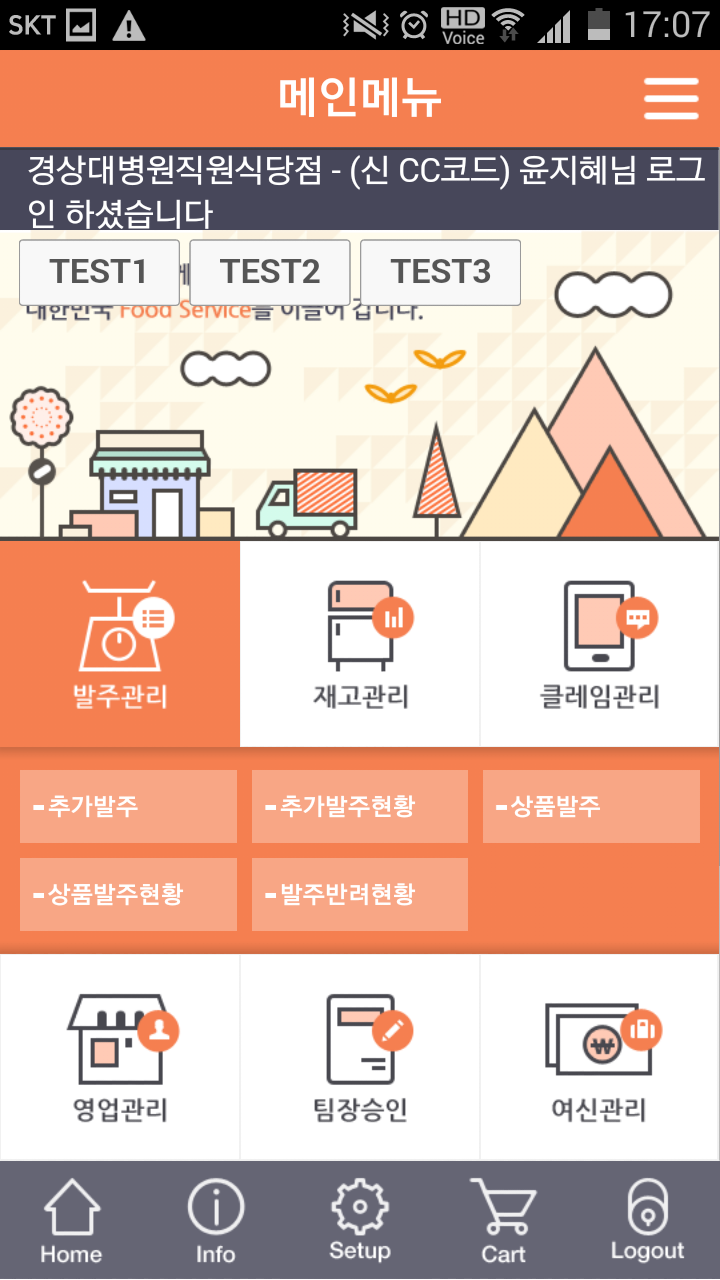 SKT HD Voice 17:07
메인메뉴
경상대병원직원식당점 - (신 CC코드) 윤지혜님 로그
인 하셨습니다
TEST1 TEST2 TEST3
대한민국 Food Service를 이끌어 갑니다.
발주관리 재고관리 클레임관리
-추가발주 -추가발주현황 -상품발주
-상품발주현황 -발주반려현황
영업관리 팀장승인 여신관리
Home Info Setup Cart Logout